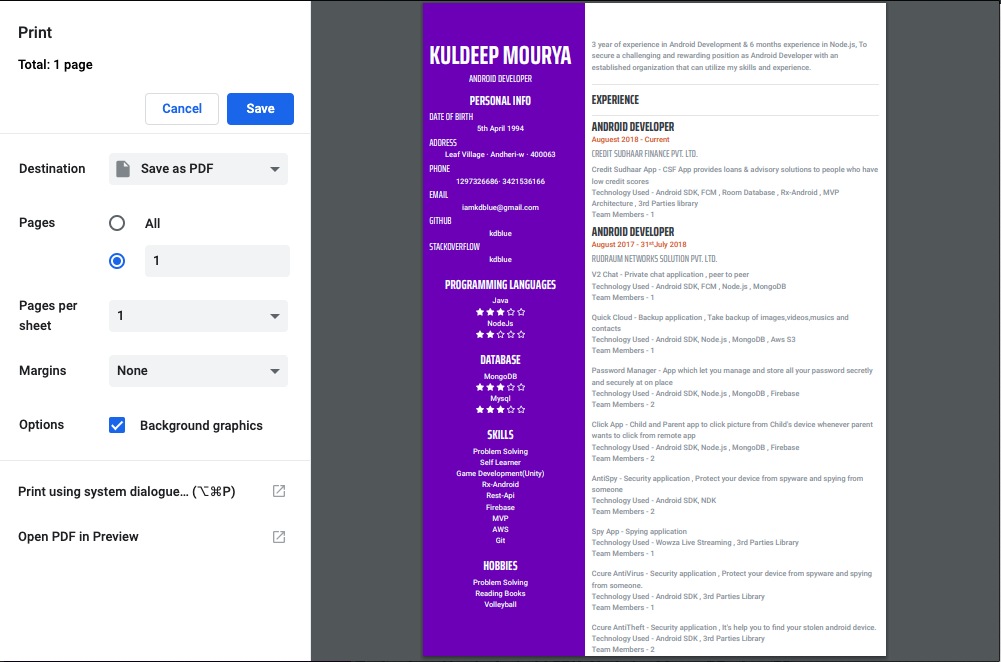 Print
Total: 1 page
Cancel
Save
Destination
Save as PDF
Pages
All
1
Pages per
sheet
1
Margins
None
Options
Background graphics
Print using system dialogue... (⌥⌘P)
Open PDF in Preview
KULDEEP MOURYA
ANDROID DEVELOPER
PERSONAL INFO
DATE OF BIRTH
5th April 1994
ADDRESS
Leaf Village · Andheri-w · 400063
PHONE
1297326686· 3421536166
EMAIL
iamkdblue@gmail.com
GITHUB
kdblue
STACKOVERFLOW
kdblue
PROGRAMMING LANGUAGES
Java
NodeJs
DATABASE
MongoDB
Mysql
SKILLS
Problem Solving
Self Learner
Game Development(Unity)
Rx-Android
Rest-Api
Firebase
MVP
AWS
Git
HOBBIES
Problem Solving
Reading Books
Volleyball
3 year of experience in Android Development & 6 months experience in Node.js, To
secure a challenging and rewarding position as Android Developer with an
established organization that can utilize my skills and experience.
EXPERIENCE
ANDROID DEVELOPER
August 2018 - Current
CREDIT SUDHAAR FINANCE PVT. LTD.
Credit Sudhaar App - CSF App provides loans & advisory solutions to people who have
low credit scores
Technology Used - Android SDK, FCM , Room Database , Rx-Android , MVP
Architecture , 3rd Parties library
Team Members - 1
ANDROID DEVELOPER
August 2017 - 31stJuly 2018
RUDRAUM NETWORKS SOLUTION PVT. LTD.
V2 Chat - Private chat application , peer to peer
Technology Used - Android SDK, FCM , Node.js , MongoDB
Team Members - 1
Quick Cloud - Backup application , Take backup of images,videos,musics and
contacts
Technology Used - Android SDK, Node.js , MongoDB , Aws S3
Team Members - 1
Password Manager - App which let you manage and store all your password secretly
and securely at on place
Technology Used - Android SDK, Node.js , MongoDB , Firebase
Team Members - 2
Click App - Child and Parent app to click picture from Child's device whenever parent
wants to click from remote app
Technology Used - Android SDK, Node.js , MongoDB , Firebase
Team Members - 2
AntiSpy - Security application , Protect your device from spyware and spying from
someone
Technology Used - Android SDK, NDK
Team Members - 2
Spy App - Spying application
Technology Used - Wowza Live Streaming , 3rd Parties Library
Team Members - 1
Ccure AntiVirus - Security application , Protect your device from spyware and spying
from someone.
Technology Used - Android SDK , 3rd Parties Library
Team Members - 1
Ccure AntiTheft - Security application , It's help you to find your stolen android device.
Technology Used - Android SDK , 3rd Parties Library
Team Members - 2